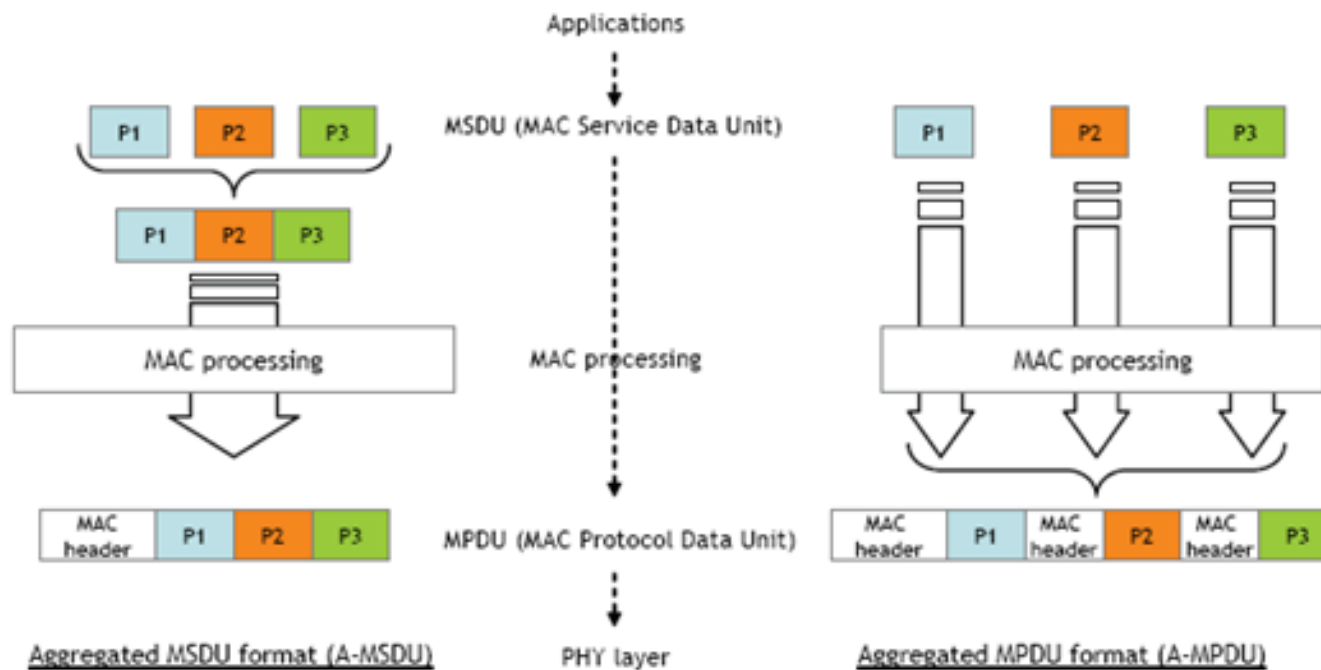 Applications
P1 P2 P3
MSDU (MAC Service Data Unit)
P1 P2 P3
P1 P2 P3
MAC processing
MAC processing
MAC processing
MAC header P1 P2 P3
MPDU (MAC Protocol Data Unit)
MAC header P1 MAC header P2 MAC header P3
Aggregated MSDU format (A-MSDU)
PHY layer
Aggregated MPDU format (A-MPDU)